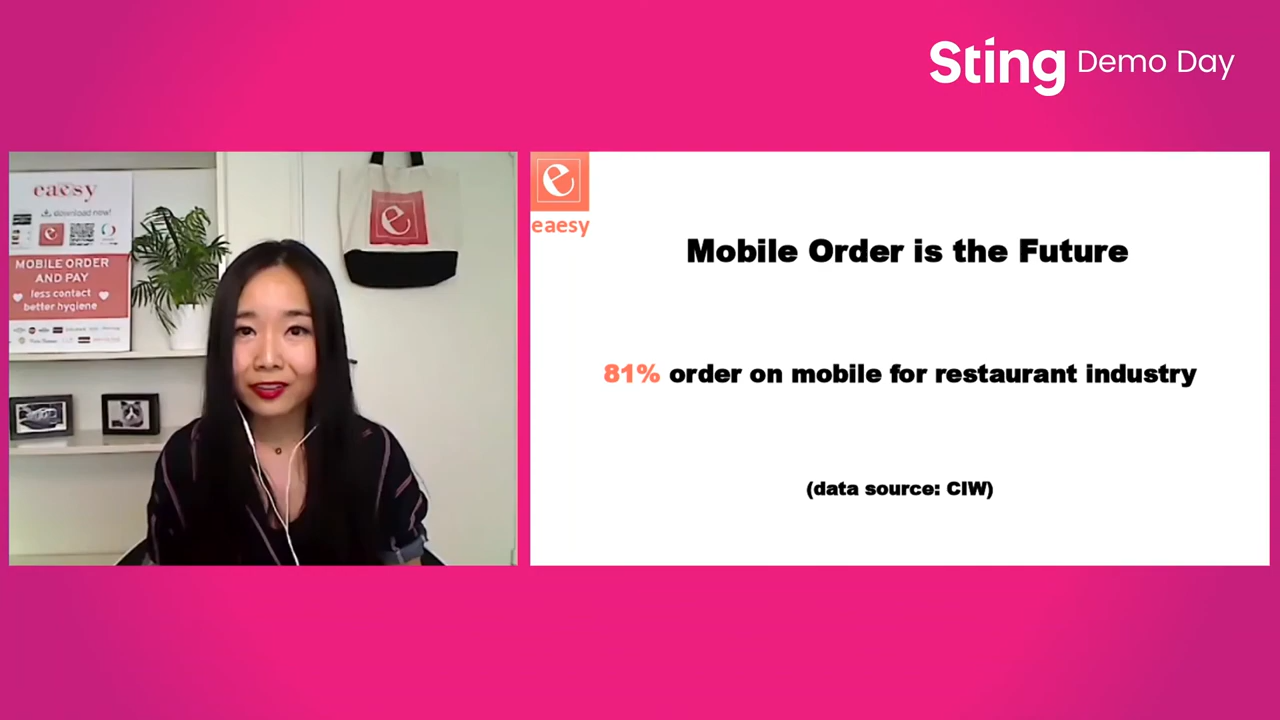 Sting Demo Day
eaesy
download now!
e
MOBILE ORDER
AND PAY
less contact
better hygiene
e
e
eaesy
Mobile Order is the Future
81% order on mobile for restaurant industry
(data source: CIW)